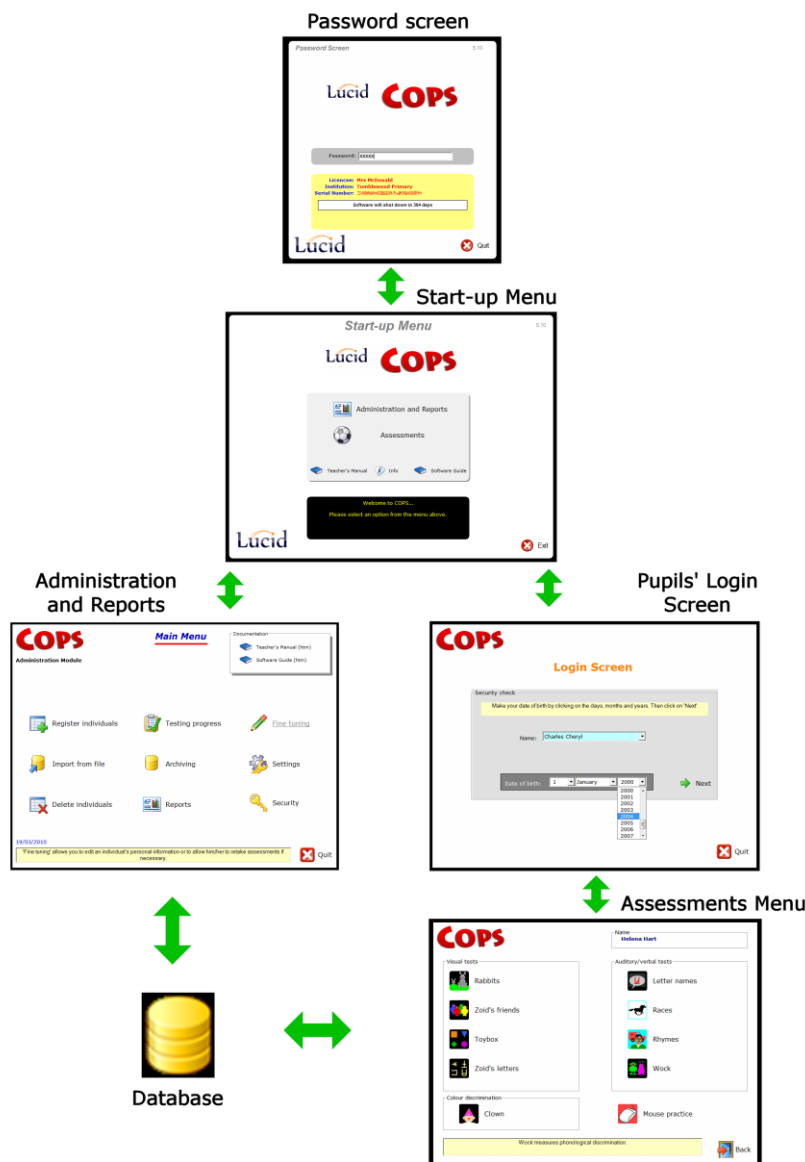 Password screen
Password Screen
5.10
Lucid COPS
Password: xxxxx
Licencee: Mrs McDonald
Institution: Tumblewood Primary
Serial Number:
Software will shut down in 384 days
Lucid
Quit
Start-up Menu
Start-up Menu
5.10
Lucid COPS
Administration and Reports
Assessments
Teacher's Manual
Info
Software Guide
Welcome to COPS...
Please select an option from the menu above.
Lucid
Exit
Administration
and Reports
COPS
Main Menu
Documentation
Teacher's Manual (htm)
Software Guide (htm)
Administration Module
Register individuals
Testing progress
Fine tuning
Import from file
Archiving
Settings
Delete individuals
Reports
Security
19/03/2010
'Fine tuning' allows you to edit an individual's personal information or to allow him/her to retake assessments if
necessary.
Quit
Pupils' Login
Screen
COPS
Login Screen
Security check
Make your date of birth by clicking on the days, months and years. Then click on 'Next'
Name: Charles Cheryl
Date of birth: 1 January 2000
Next
2000
2001
2002
2003
2004
2005
2006
2007
Quit
Assessments Menu
COPS
Name
Helena Hart
Visual tests
Rabbits
Zoid's friends
Toybox
Zoid's letters
Auditory/verbal tests
Letter names
Races
Rhymes
Wock
Colour discrimination
Clown
Mouse practice
Wock measures phonological discrimination
Back
Database